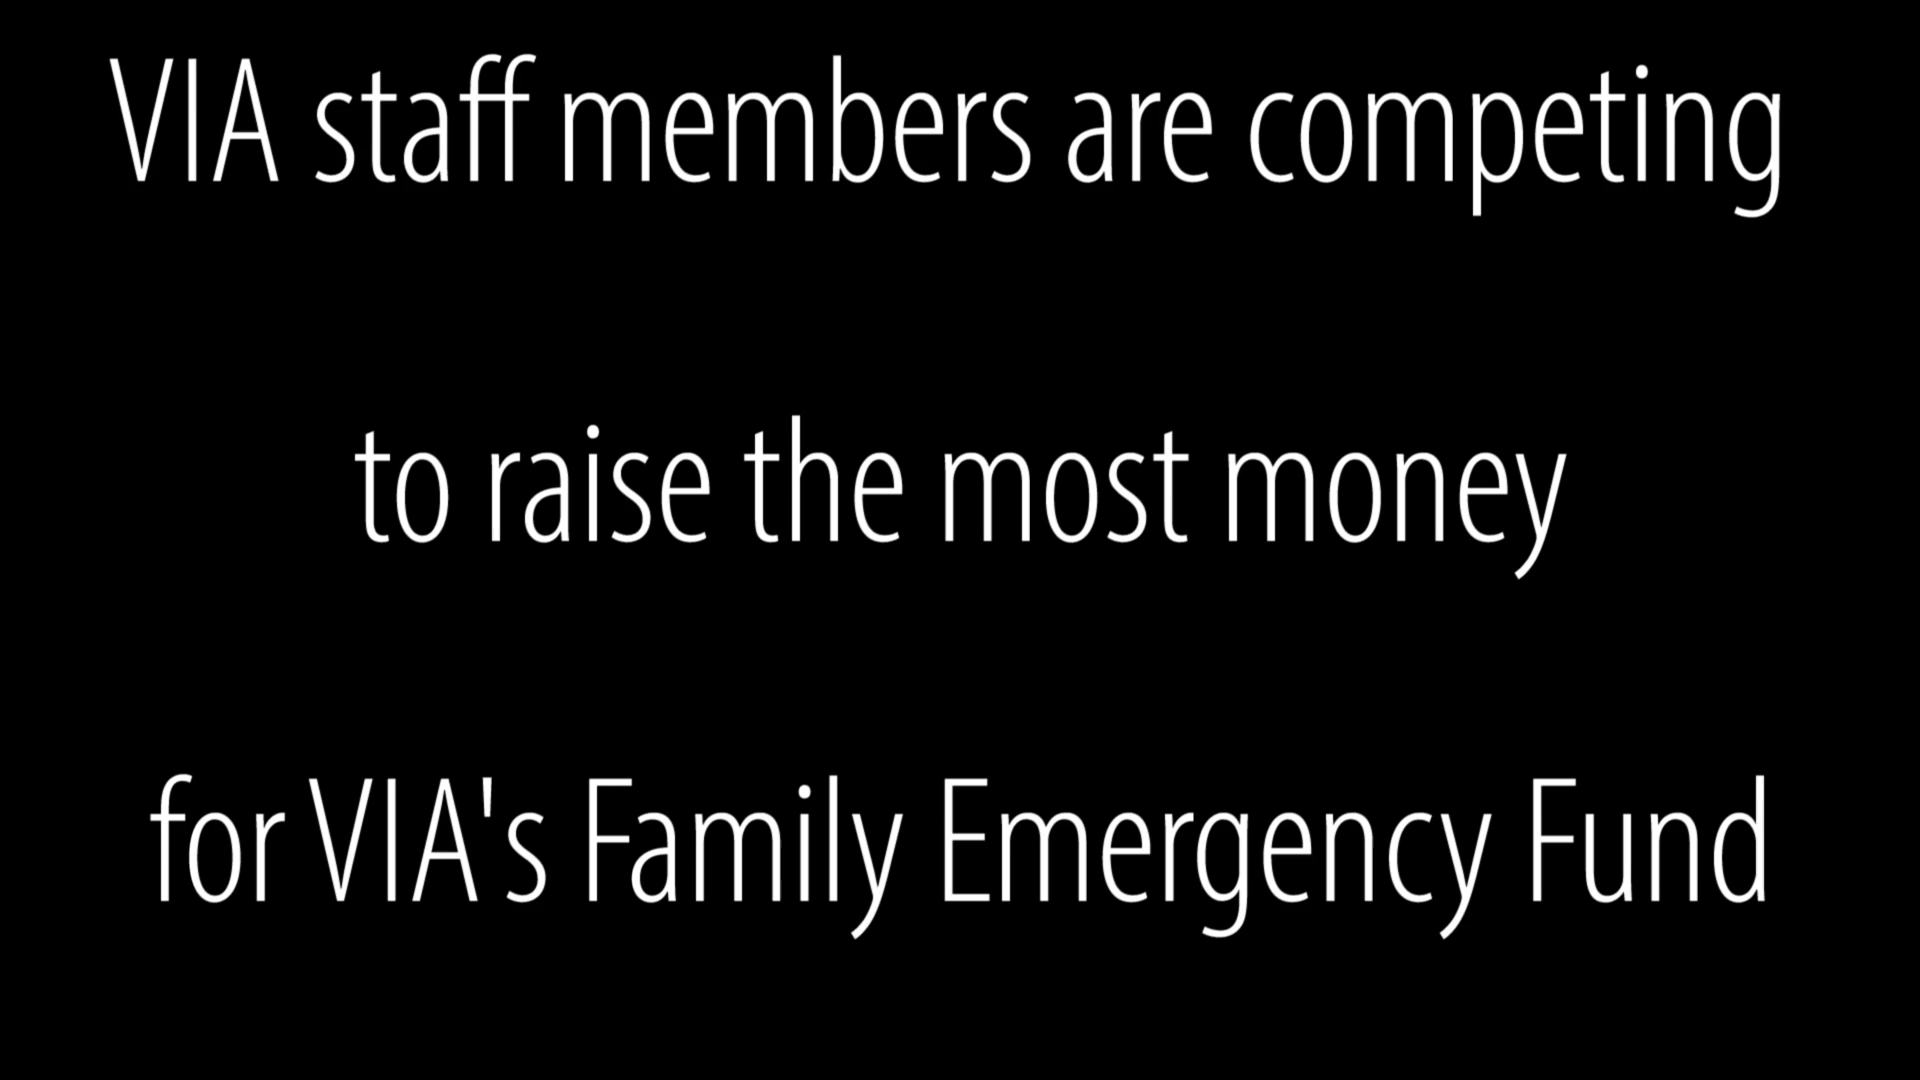 VIA staff members are competing
to raise the most money
for VIA's Family Emergency Fund